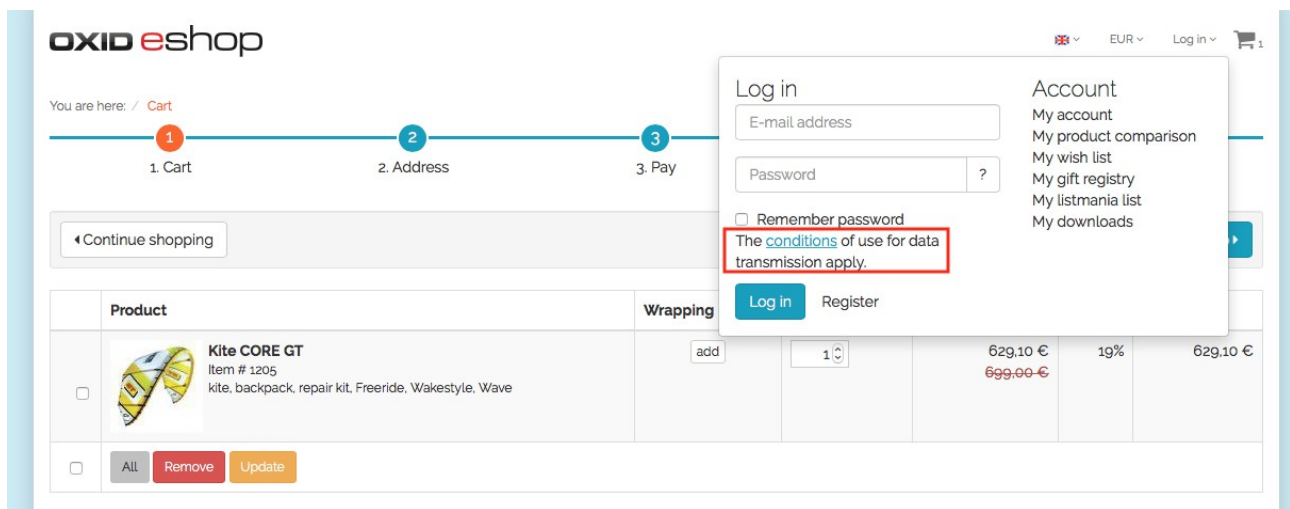 OXID eshop
EUR
Log in
1
You are here: / Cart
1
2
3
1. Cart
2. Address
3. Pay
Log in
E-mail address
Password
?
Remember password
The conditions of use for data
transmission apply.
Log in Register
Account
My account
My product comparison
My wish list
My gift registry
My listmania list
My downloads
Continue shopping
Product
Wrapping
Kite CORE GT
Item # 1205
kite, backpack, repair kit, Freeride, Wakestyle, Wave
add
1
629,10 €
699,00 €
19%
629,10 €
All Remove Update